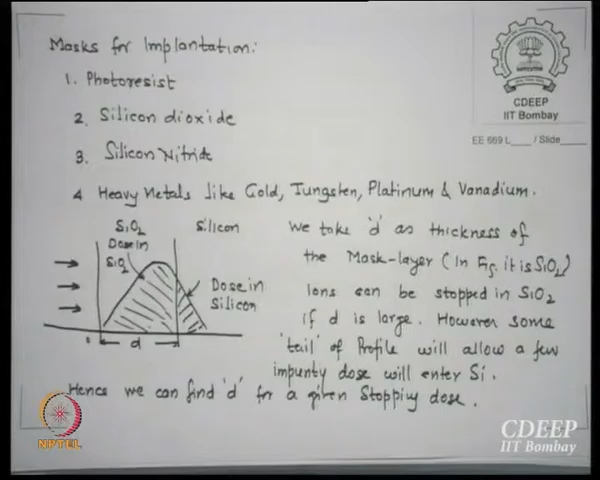 Masks for Implantation:
1. Photoresist
2. Silicon dioxide
3. Silicon Nitride
4 Heavy Metals like Gold, Tungsten, Platinum & Vanadium.
SiO2
Silicon
Dose in
SiO2
Dose in
Silicon
d
We take 'd' as thickness of
the Mask-layer (In Fig. it is SiO2)
Ions can be stopped in SiO2
if d is large. However some
'tail' of Profile will allow a few
impurity dose will enter Si.
Hence we can find 'd' for a given Stopping dose.
CDEEP
IIT Bombay
EE 669 L____ / Slide____
NPTEL
CDEEP
IIT Bombay